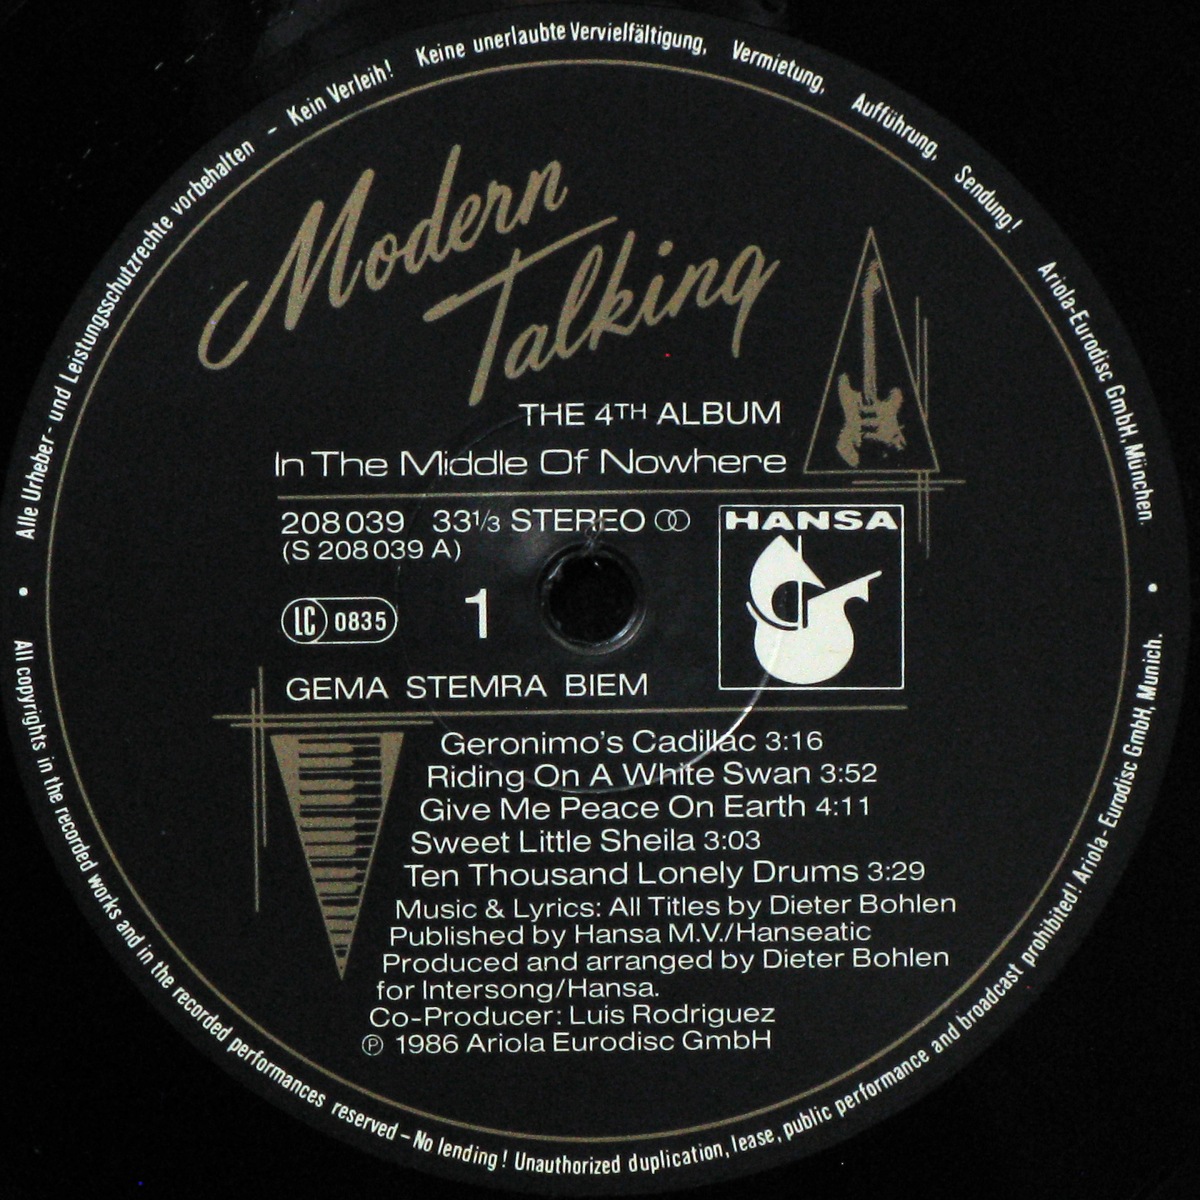 Alle Urheber- und Leistungsschutzrechte vorbehalten – Kein Verleih! Keine unerlaubte Vervielfältigung, Vermietung, Aufführung, Sendung! Ariola-Eurodisc GmbH, München.
Modern
Talking
THE 4TH ALBUM
In The Middle Of Nowhere
208 039 33⅓ STEREO
(S 208 039 A)
HANSA
LC 0835
1
GEMA STEMRA BIEM
Geronimo's Cadillac 3:16
Riding On A White Swan 3:52
Give Me Peace On Earth 4:11
Sweet Little Sheila 3:03
Ten Thousand Lonely Drums 3:29
Music & Lyrics: All Titles by Dieter Bohlen
Published by Hansa M.V./Hanseatic
Produced and arranged by Dieter Bohlen
for Intersong/Hansa.
Co-Producer: Luis Rodriguez
℗ 1986 Ariola Eurodisc GmbH
All copyrights in the recorded works and in the recorded performances reserved – No lending! Unauthorized duplication, lease, public performance and broadcast prohibited! Ariola-Eurodisc GmbH, Munich.